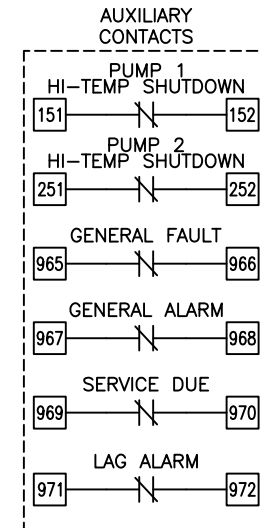 AUXILIARY
CONTACTS
PUMP 1
HI-TEMP SHUTDOWN
151 152
PUMP 2
HI-TEMP SHUTDOWN
251 252
GENERAL FAULT
965 966
GENERAL ALARM
967 968
SERVICE DUE
969 970
LAG ALARM
971 972